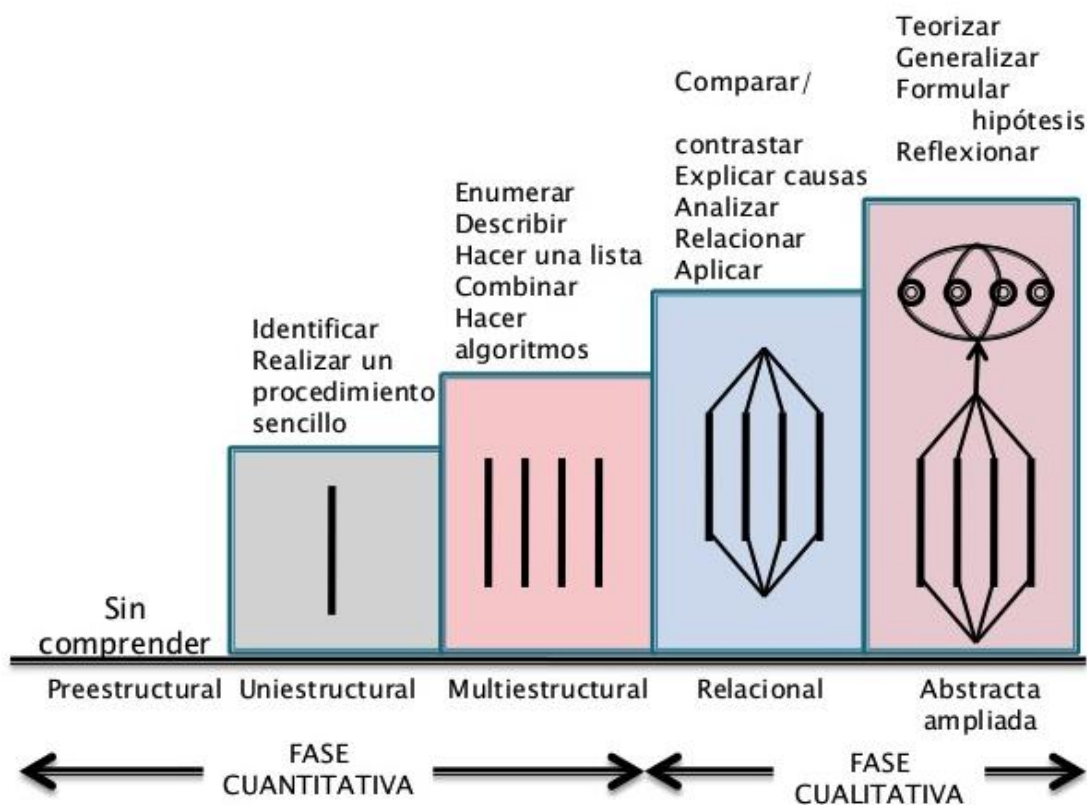 Sin
comprender
Identificar
Realizar un
procedimiento
sencillo
Enumerar
Describir
Hacer una lista
Combinar
Hacer
algoritmos
Comparar/
contrastar
Explicar causas
Analizar
Relacionar
Aplicar
Teorizar
Generalizar
Formular
hipótesis
Reflexionar
Preestructural
Uniestructural
Multiestructural
Relacional
Abstracta
ampliada
FASE
CUANTITATIVA
FASE
CUALITATIVA